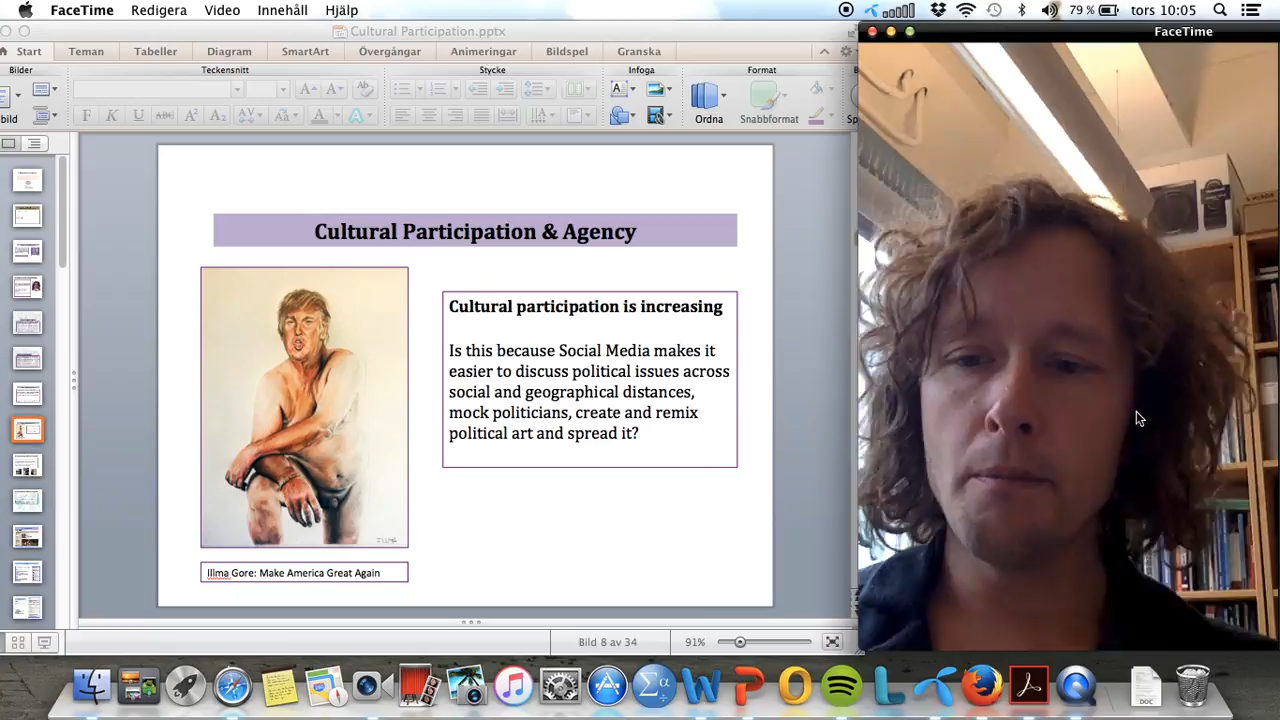 FaceTime Redigera Video Innehåll Hjälp 79 % tors 10:05
Cultural Participation.pptx
FaceTime
Start Teman Tabeller Diagram SmartArt Övergångar Animeringar Bildspel Granska
Bilder Teckensnitt Stycke Infoga Format
bild Ordna Snabbformat
Cultural Participation & Agency
Cultural participation is increasing
Is this because Social Media makes it
easier to discuss political issues across
social and geographical distances,
mock politicians, create and remix
political art and spread it?
Illma Gore: Make America Great Again
Bild 8 av 34 91%
DOC